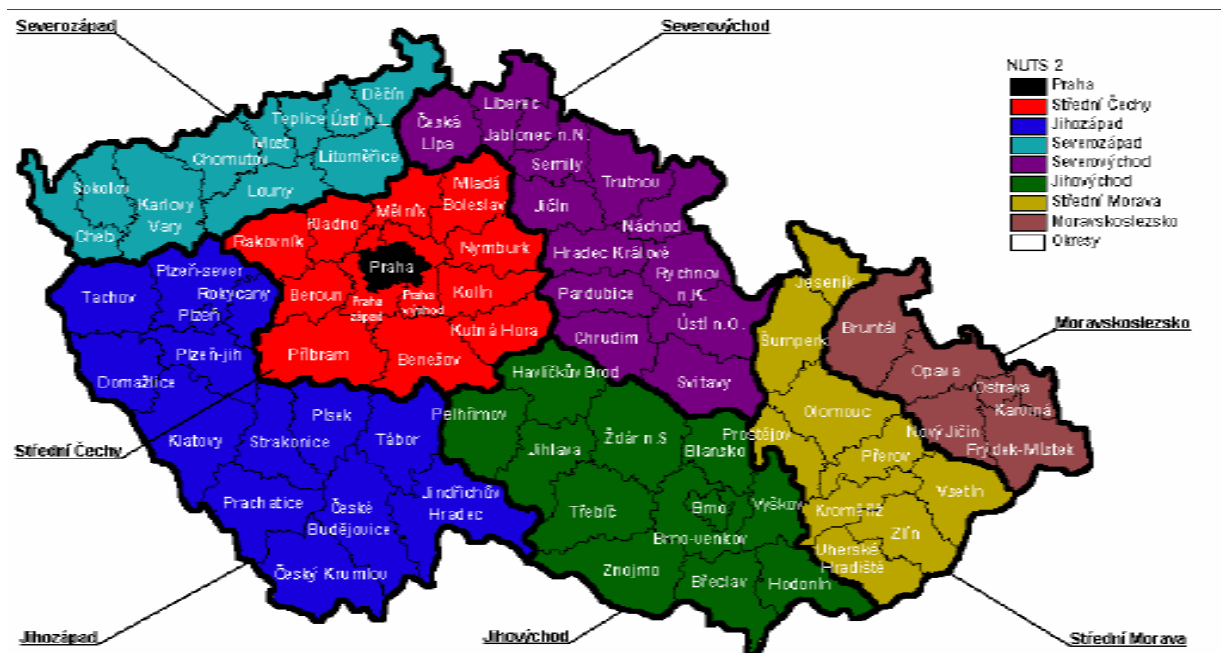 Severozápad
Severovýchod
NUTS 2
Praha
Střední Čechy
Jihozápad
Severozápad
Severovýchod
Jihovýchod
Střední Morava
Moravskoslezsko
Okresy
Děčín
Teplice
Ústí n.L.
Most
Chomutov
Litoměřice
Louny
Sokolov
Karlovy
Vary
Cheb
Liberec
Česká
Lípa
Jablonec n.N.
Semily
Trutnov
Jičín
Náchod
Hradec Králové
Rychnov
n.K.
Pardubice
Ústí n.O.
Chrudim
Svitavy
Mladá
Boleslav
Mělník
Kladno
Rakovník
Nymburk
Praha
Beroun
Praha
západ
Praha
východ
Kolín
Kutná Hora
Příbram
Benešov
Plzeň-sever
Tachov
Rokycany
Plzeň
Plzeň-jih
Domažlice
Klatovy
Písek
Strakonice
Tábor
Prachatice
České
Budějovice
Jindřichův
Hradec
Český Krumlov
Havlíčkův Brod
Pelhřimov
Jihlava
Ždár n.S
Blansko
Třebíč
Brno
Vyškov
Brno-venkov
Znojmo
Břeclav
Hodonín
Jeseník
Šumperk
Olomouc
Prostějov
Přerov
Kroměříž
Vsetín
Zlín
Uherské
Hradiště
Bruntál
Opava
Ostrava
Karviná
Nový Jičín
Frýdek-Místek
Moravskoslezsko
Střední Čechy
Jihozápad
Jihovýchod
Střední Morava